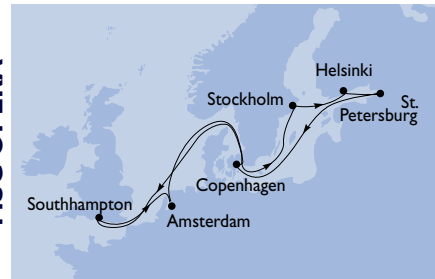 Helsinki
Stockholm
St.
Petersburg
Copenhagen
Southhampton
Amsterdam